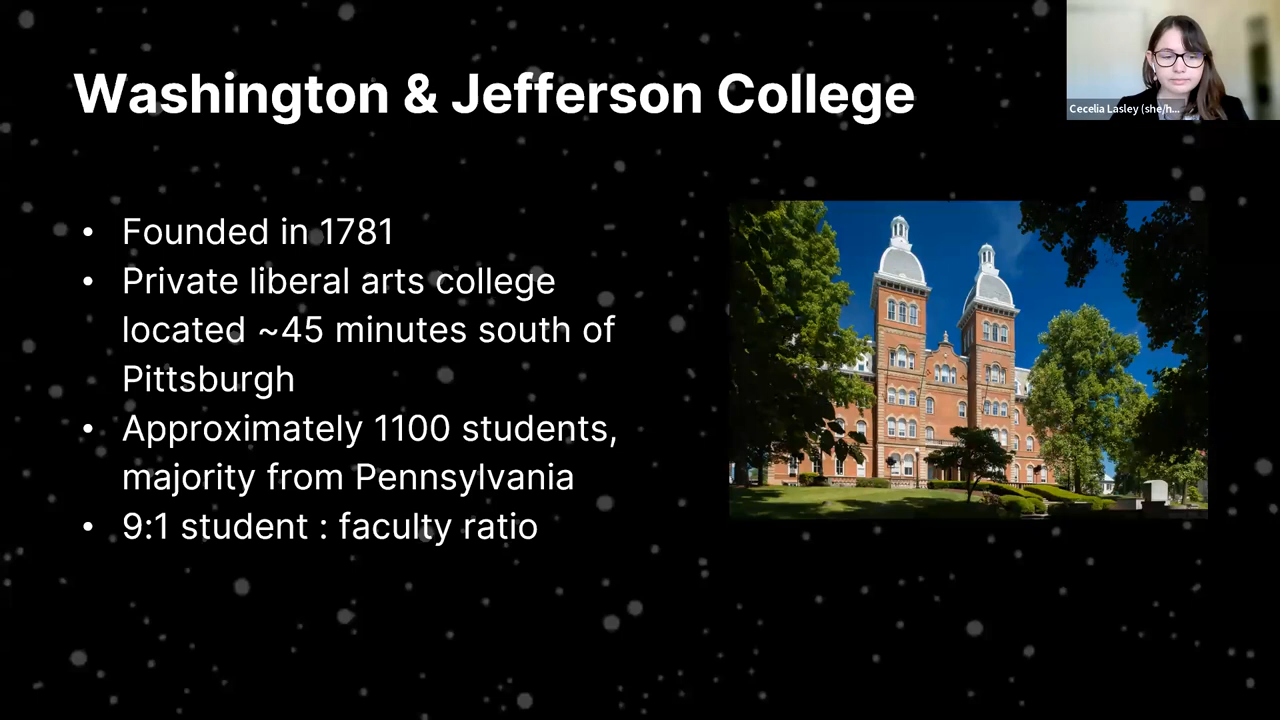 Washington & Jefferson College
Cecelia Lasley (she/h...
• Founded in 1781
• Private liberal arts college
located ~45 minutes south of
Pittsburgh
• Approximately 1100 students,
majority from Pennsylvania
• 9:1 student : faculty ratio